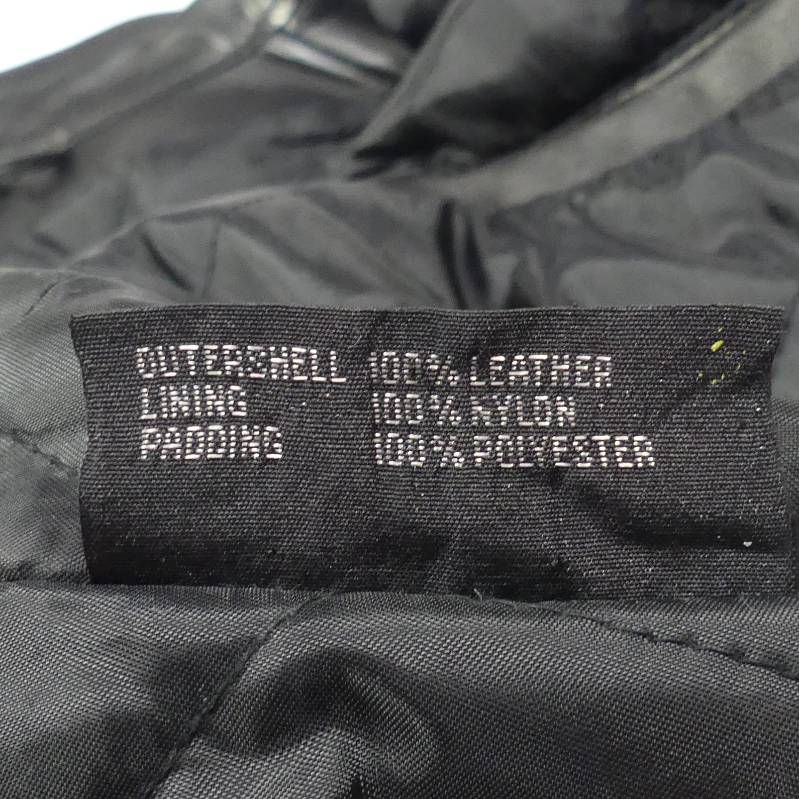 OUTERSHELL 100% LEATHER
LINING 100% NYLON
PADDING 100% POLYESTER